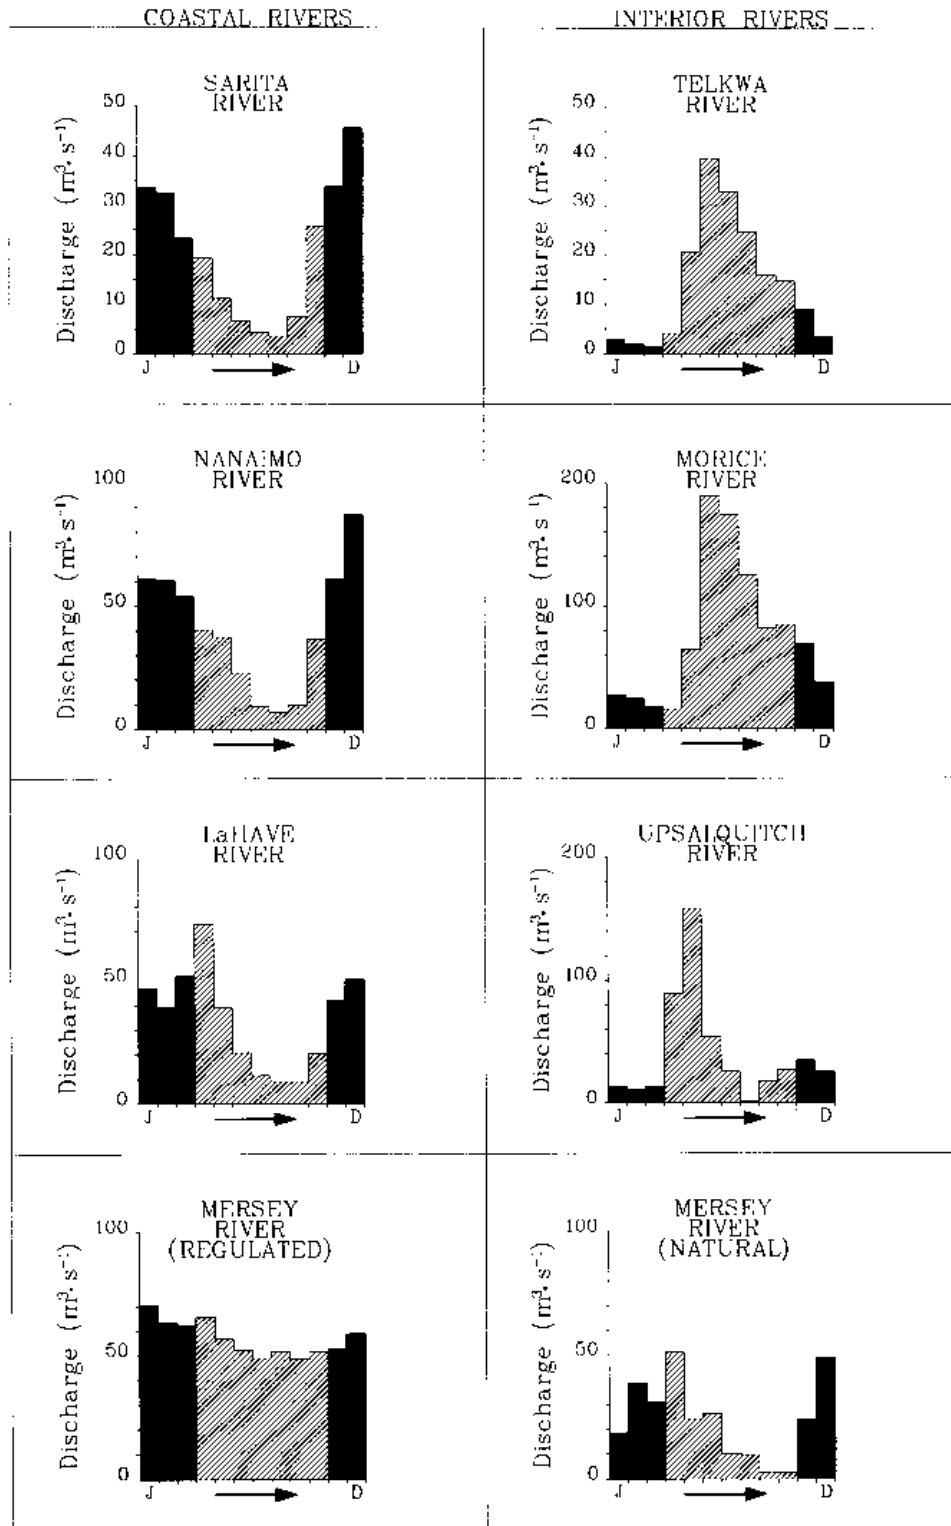 COASTAL RIVERS
INTERIOR RIVERS
SARITA
RIVER
Discharge (m³·s⁻¹)
50
40
30
20
10
0
J
D
TELKWA
RIVER
Discharge (m³·s⁻¹)
50
40
30
20
10
0
J
D
NANAIMO
RIVER
Discharge (m³·s⁻¹)
100
50
0
J
D
MORICE
RIVER
Discharge (m³·s⁻¹)
200
100
0
J
D
LaHAVE
RIVER
Discharge (m³·s⁻¹)
100
50
0
J
D
UPSALQUITCH
RIVER
Discharge (m³·s⁻¹)
200
100
0
J
D
MERSEY
RIVER
(REGULATED)
Discharge (m³·s⁻¹)
100
50
0
J
D
MERSEY
RIVER
(NATURAL)
Discharge (m³·s⁻¹)
100
50
0
J
D